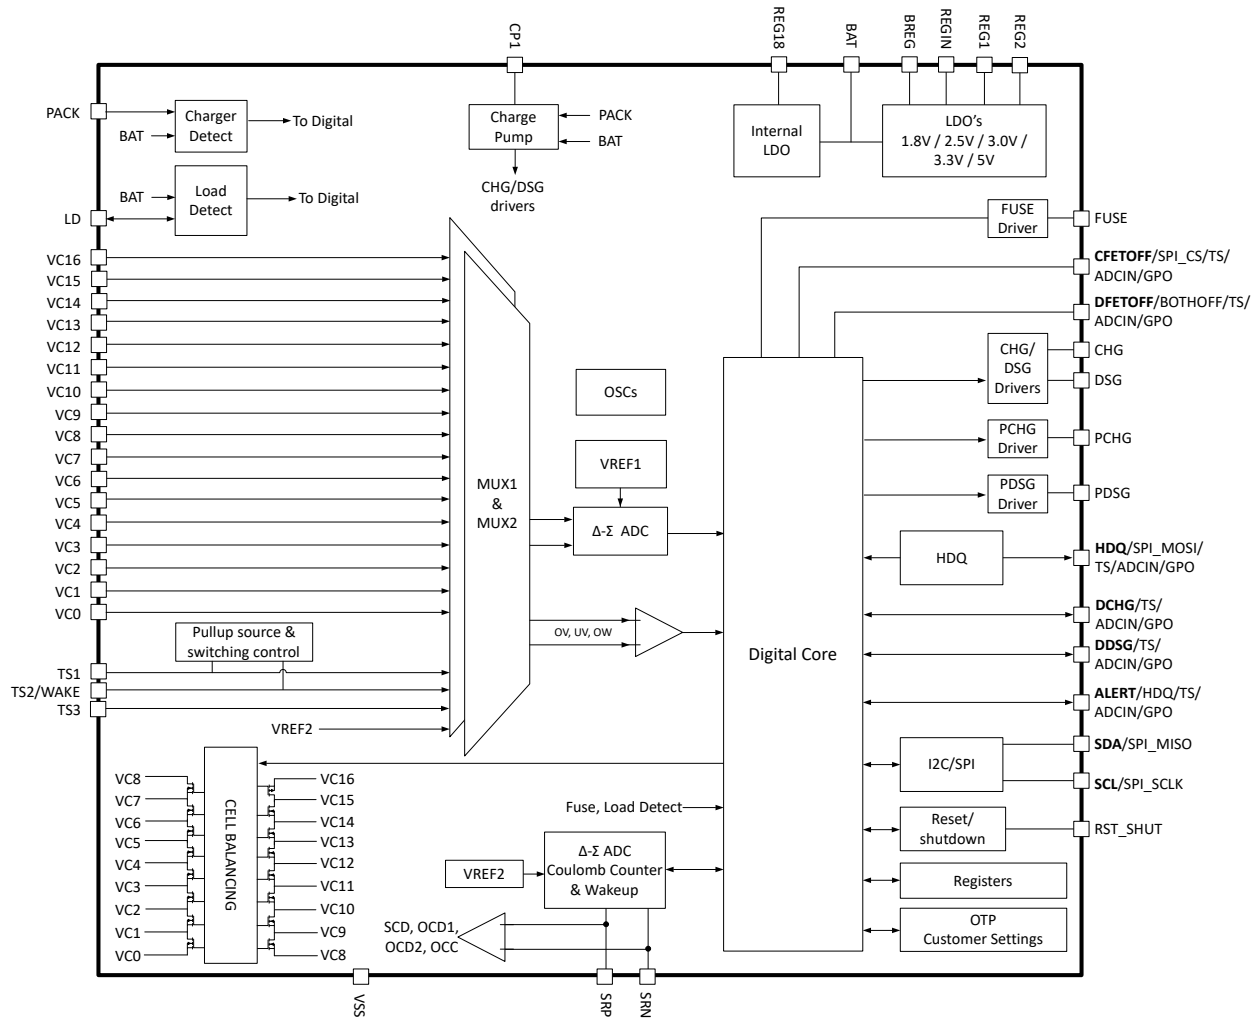 CP1
REG18
BAT
BREG
REGIN
REG1
REG2
PACK
Charger
Detect
BAT
To Digital
Load
Detect
BAT
To Digital
LD
Charge
Pump
PACK
BAT
CHG/DSG
drivers
Internal
LDO
LDO's
1.8V / 2.5V / 3.0V /
3.3V / 5V
VC16
VC15
VC14
VC13
VC12
VC11
VC10
VC9
VC8
VC7
VC6
VC5
VC4
VC3
VC2
VC1
VC0
Pullup source &
switching control
TS1
TS2/WAKE
TS3
VREF2
MUX1
&
MUX2
OSCs
VREF1
Δ-Σ ADC
OV, UV, OW
Digital Core
FUSE
Driver
FUSE
CFETOFF/SPI_CS/TS/
ADCIN/GPO
DFETOFF/BOTHOFF/TS/
ADCIN/GPO
CHG/
DSG
Drivers
CHG
DSG
PCHG
Driver
PCHG
PDSG
Driver
PDSG
HDQ
HDQ/SPI_MOSI/
TS/ADCIN/GPO
DCHG/TS/
ADCIN/GPO
DDSG/TS/
ADCIN/GPO
ALERT/HDQ/TS/
ADCIN/GPO
I2C/SPI
SDA/SPI_MISO
SCL/SPI_SCLK
Reset/
shutdown
RST_SHUT
Registers
OTP
Customer Settings
VC8
VC7
VC6
VC5
VC4
VC3
VC2
VC1
VC0
CELL BALANCING
VC16
VC15
VC14
VC13
VC12
VC11
VC10
VC9
VC8
Fuse, Load Detect
VREF2
Δ-Σ ADC
Coulomb Counter
& Wakeup
SCD, OCD1,
OCD2, OCC
VSS
SRP
SRN